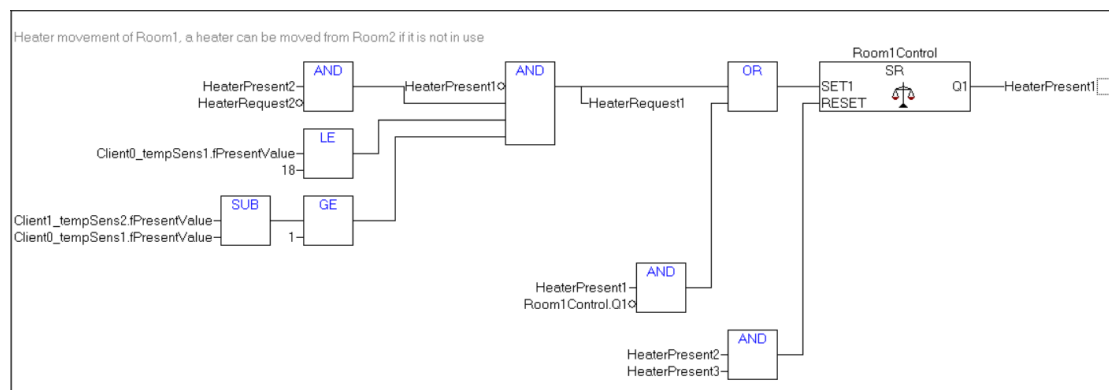 Heater movement of Room1, a heater can be moved from Room2 if it is not in use
Room1Control
AND
AND
OR
SR
HeaterPresent2
HeaterPresent1
SET1
Q1
HeaterPresent1
HeaterRequest2
HeaterRequest1
RESET
LE
Client0_tempSens1.fPresentValue
18
SUB
GE
Client1_tempSens2.fPresentValue
Client0_tempSens1.fPresentValue
1
AND
HeaterPresent1
Room1Control.Q1
AND
HeaterPresent2
HeaterPresent3